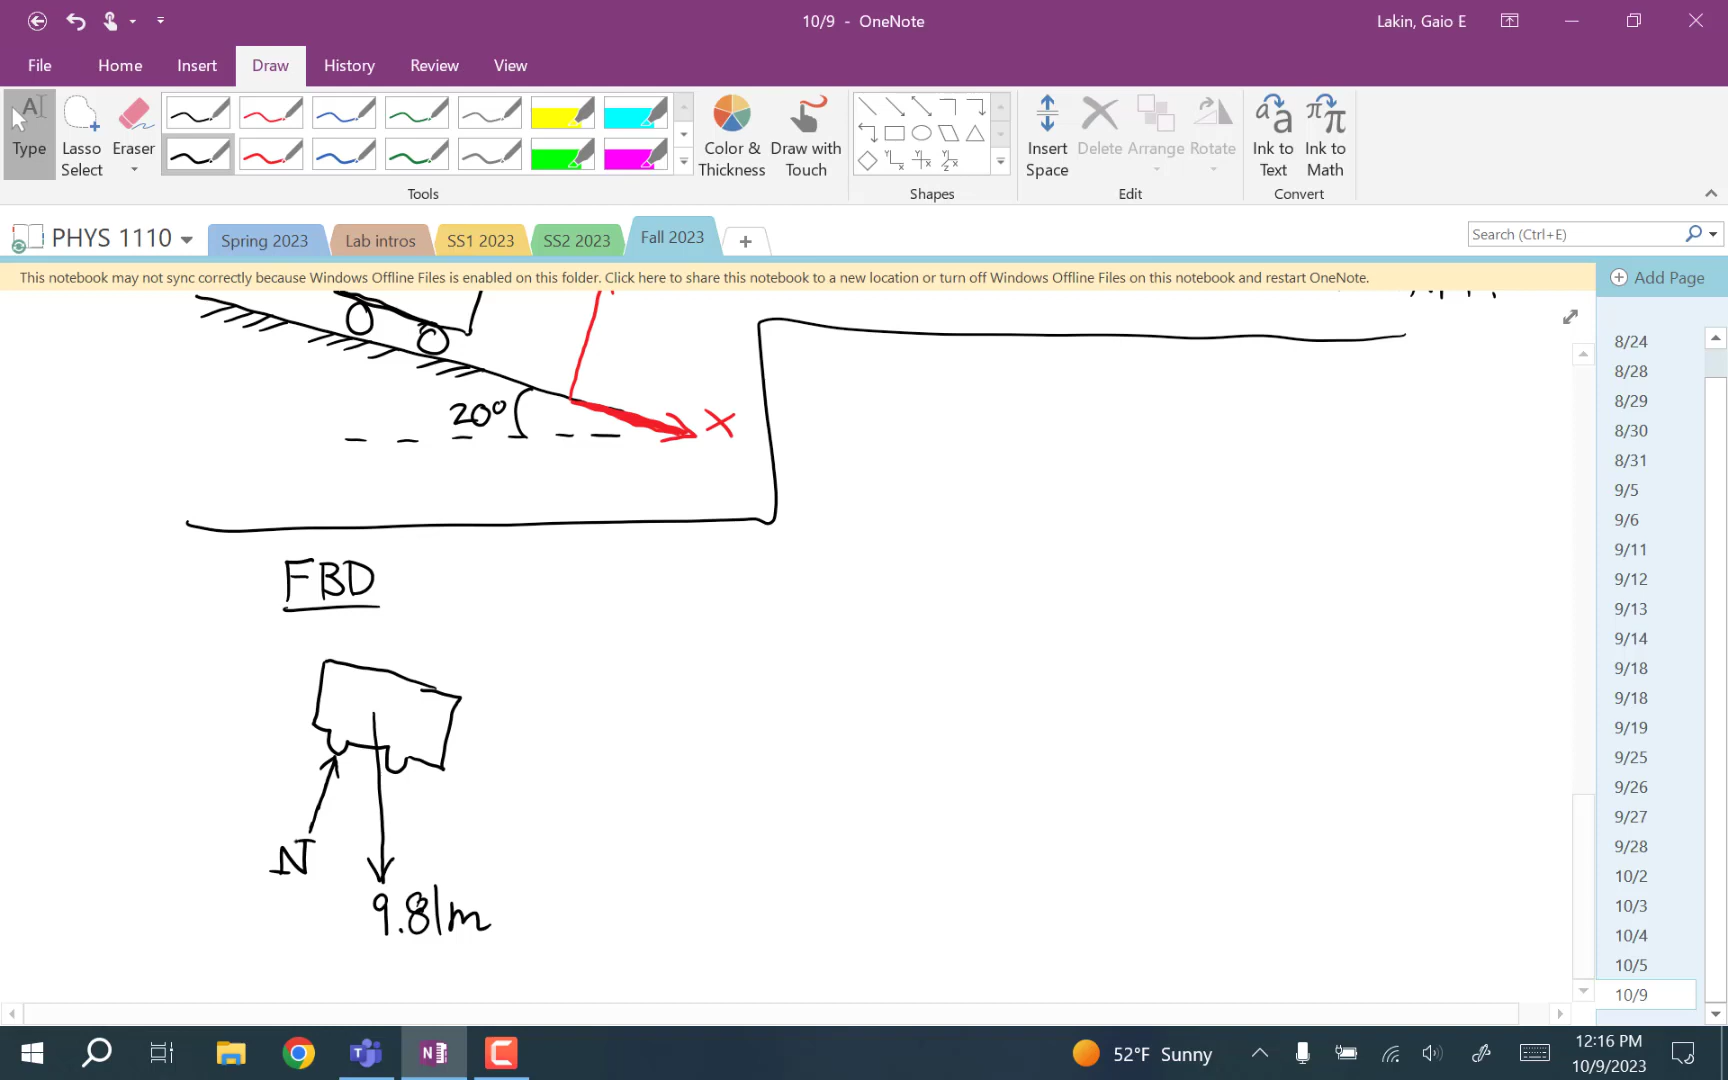 10/9 - OneNote
Lakin, Gaio E
File Home Insert Draw History Review View
Type
Lasso Select
Eraser
Color & Thickness
Draw with Touch
Insert Space
Delete
Arrange
Rotate
Ink to Text
Ink to Math
Tools
Shapes
Edit
Convert
PHYS 1110
Spring 2023
Lab intros
SS1 2023
SS2 2023
Fall 2023
Search (Ctrl+E)
This notebook may not sync correctly because Windows Offline Files is enabled on this folder. Click here to share this notebook to a new location or turn off Windows Offline Files on this notebook and restart OneNote.
Add Page
20°
X
FBD
N
9.81m
8/24
8/28
8/29
8/30
8/31
9/5
9/6
9/11
9/12
9/13
9/14
9/18
9/18
9/19
9/25
9/26
9/27
9/28
10/2
10/3
10/4
10/5
10/9
52°F Sunny
12:16 PM
10/9/2023